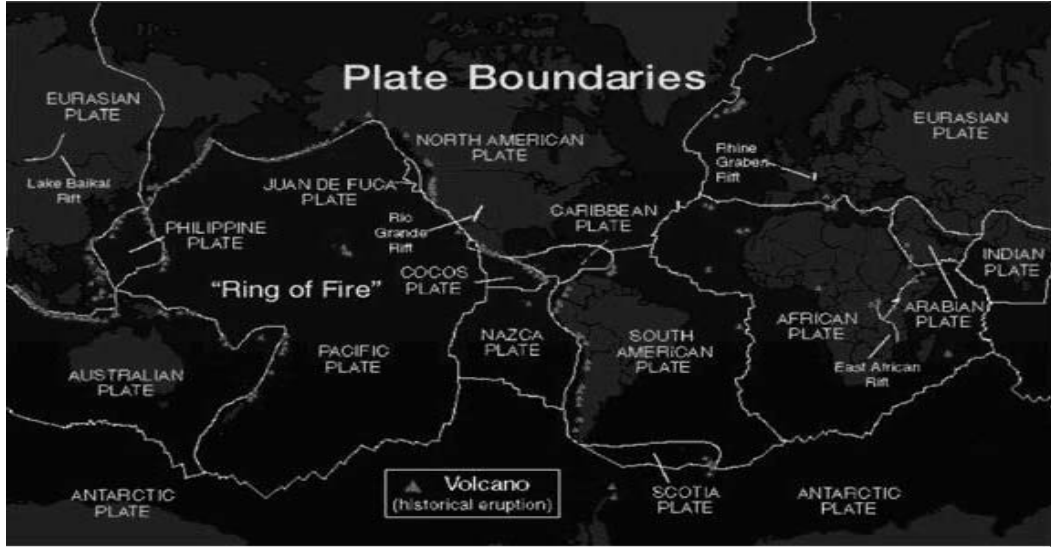 Plate Boundaries
EURASIAN
PLATE
NORTH AMERICAN
PLATE
EURASIAN
PLATE
Rhine
Graben
Rift
Lake Baikal
Rift
JUAN DE FUCA
PLATE
Rio
Grande
Rift
CARIBBEAN
PLATE
PHILIPPINE
PLATE
COCOS
PLATE
INDIAN
PLATE
"Ring of Fire"
ARABIAN
PLATE
AFRICAN
PLATE
NAZCA
PLATE
SOUTH
AMERICAN
PLATE
PACIFIC
PLATE
AUSTRALIAN
PLATE
East African
Rift
Volcano
(historical eruption)
ANTARCTIC
PLATE
SCOTIA
PLATE
ANTARCTIC
PLATE